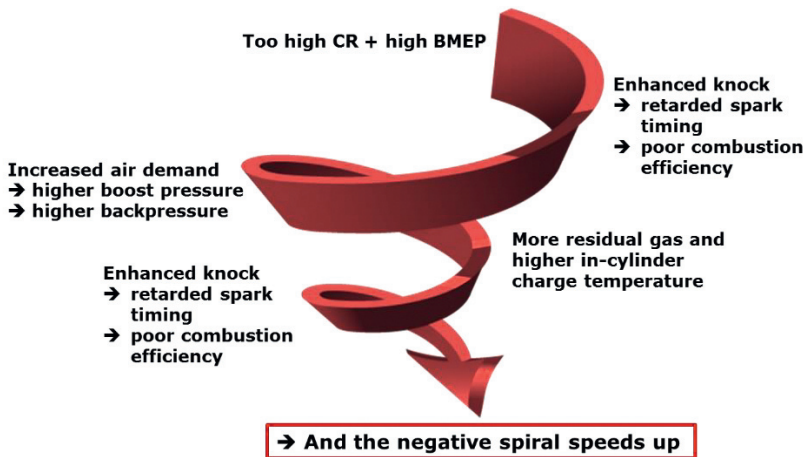 Too high CR + high BMEP
Enhanced knock
➔ retarded spark
timing
➔ poor combustion
efficiency
Increased air demand
➔ higher boost pressure
➔ higher backpressure
More residual gas and
higher in-cylinder
charge temperature
Enhanced knock
➔ retarded spark
timing
➔ poor combustion
efficiency
➔ And the negative spiral speeds up